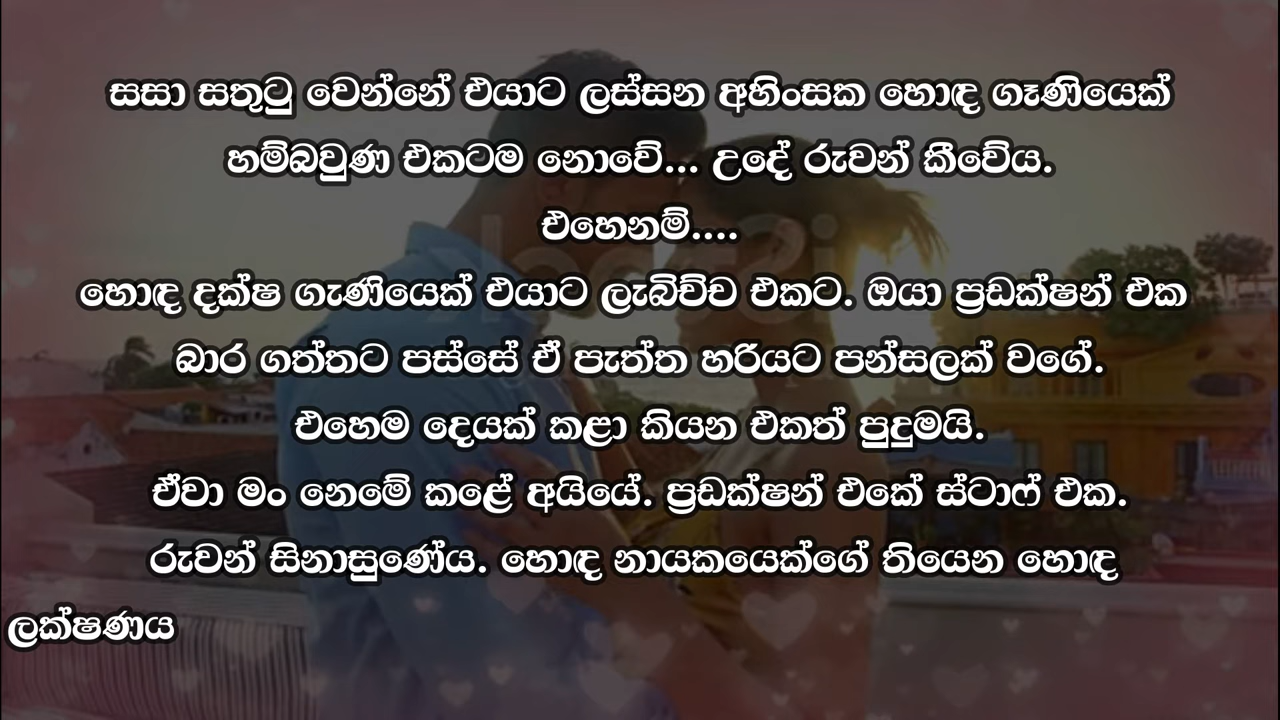 සසා සතුටු වෙන්නේ එයාට ලස්සන අහිංසක හොඳ ගෑණියෙක්
හම්බවුණ එකටම නොවේ... උදේ රුවන් කීවේය.
එහෙනම්....
හොඳ දක්ෂ ගැණියෙක් එයාට ලැබිච්ච එකට. ඔයා ප්‍රඩක්ෂන් එක
බාර ගත්තට පස්සේ ඒ පැත්ත හරියට පන්සලක් වගේ.
එහෙම දෙයක් කළා කියන එකත් පුදුමයි.
ඒවා මං නෙමේ කළේ අයියේ. ප්‍රඩක්ෂන් එකේ ස්ටාෆ් එක.
රුවන් සිනාසුණේය. හොඳ නායකයෙක්ගේ තියෙන හොඳ
ලක්ෂණය